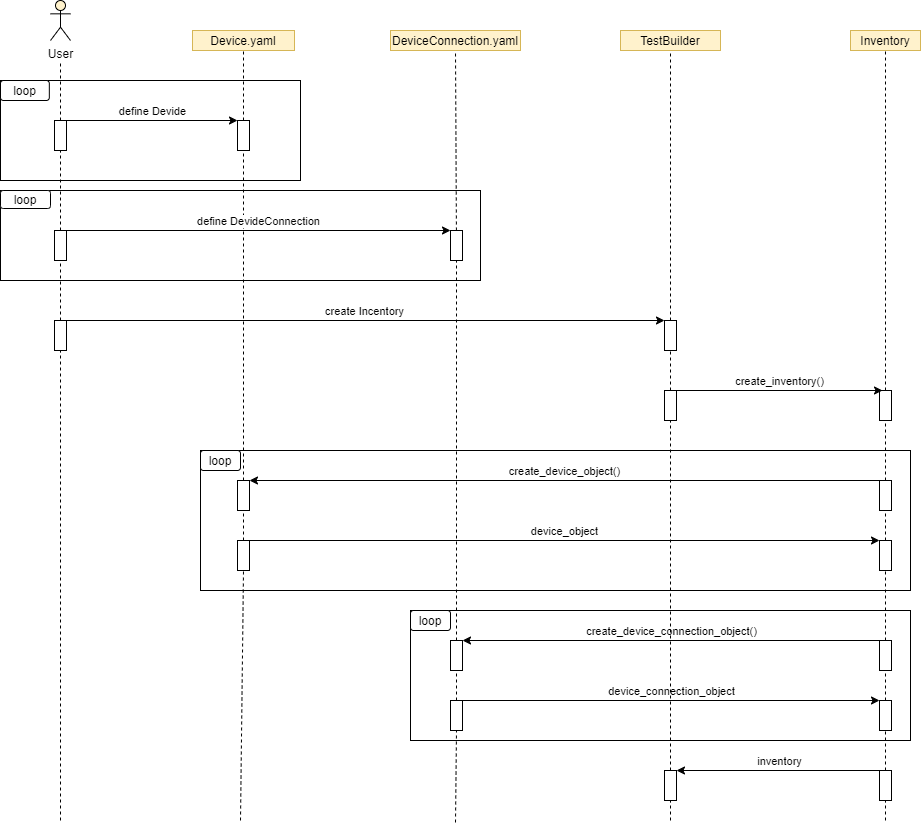 User
Device.yaml
DeviceConnection.yaml
TestBuilder
Inventory
loop
define Devide
loop
define DevideConnection
create Incentory
create_inventory()
loop
create_device_object()
device_object
loop
create_device_connection_object()
device_connection_object
inventory